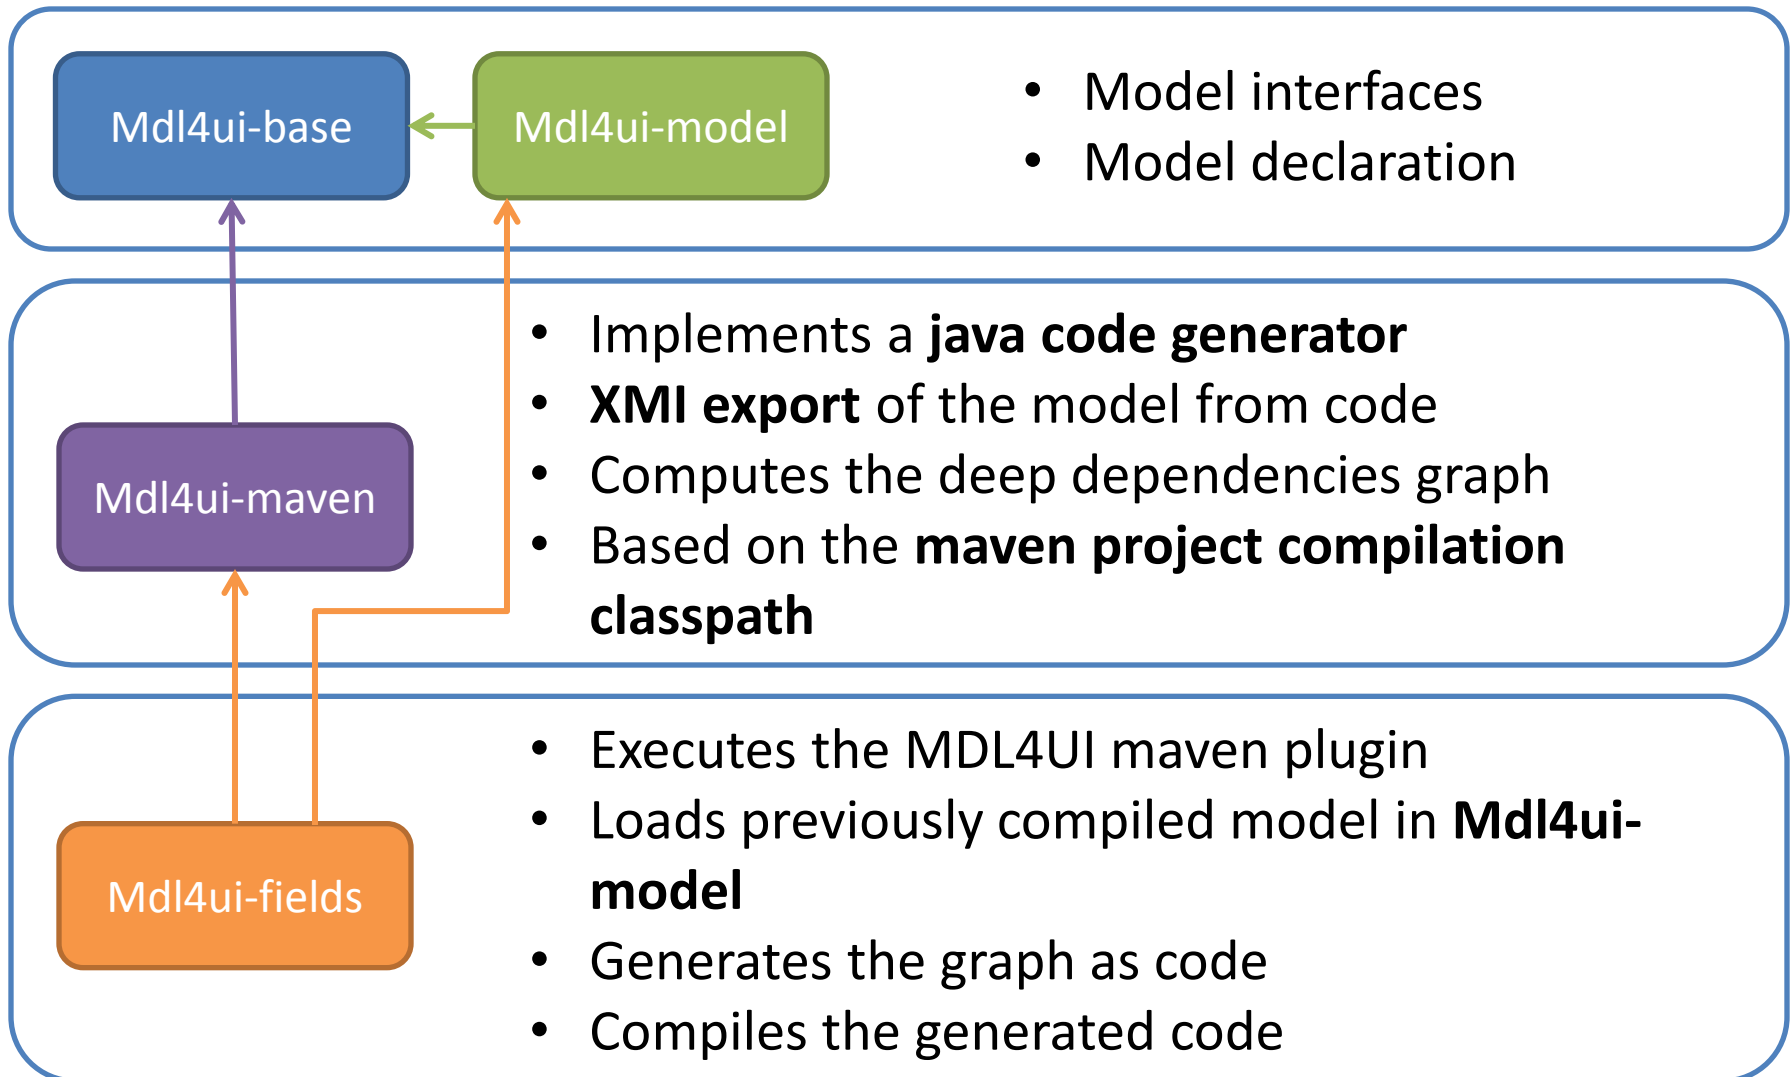 Mdl4ui-base
Mdl4ui-model
• Model interfaces
• Model declaration
Mdl4ui-maven
• Implements a java code generator
• XMI export of the model from code
• Computes the deep dependencies graph
• Based on the maven project compilation
classpath
Mdl4ui-fields
• Executes the MDL4UI maven plugin
• Loads previously compiled model in Mdl4ui-
model
• Generates the graph as code
• Compiles the generated code